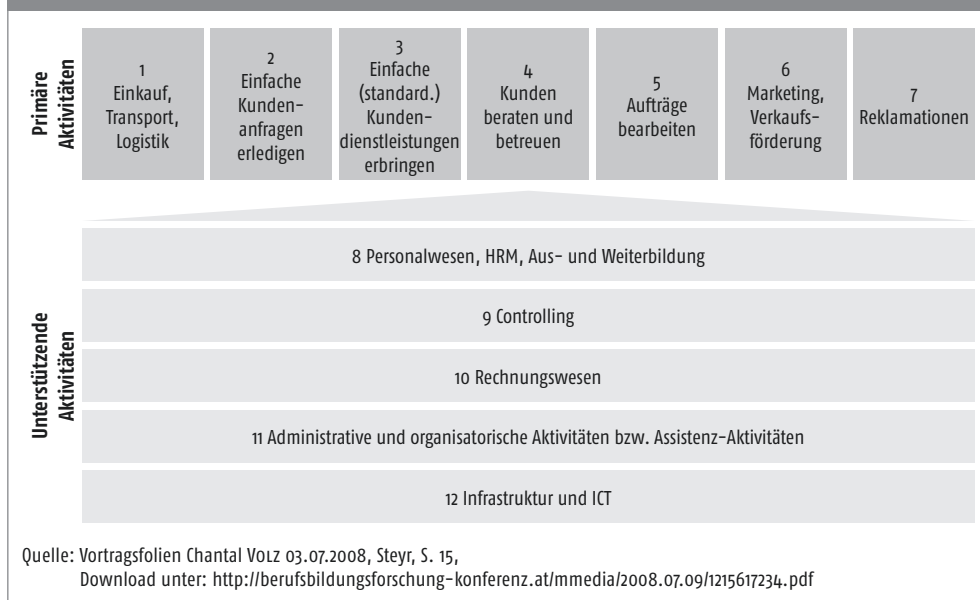 Primäre
Aktivitäten
1
Einkauf,
Transport,
Logistik
2
Einfache
Kunden-
anfragen
erledigen
3
Einfache
(standard.)
Kunden-
dienstleistungen
erbringen
4
Kunden
beraten und
betreuen
5
Aufträge
bearbeiten
6
Marketing,
Verkaufs-
förderung
7
Reklamationen
Unterstützende
Aktivitäten
8 Personalwesen, HRM, Aus- und Weiterbildung
9 Controlling
10 Rechnungswesen
11 Administrative und organisatorische Aktivitäten bzw. Assistenz-Aktivitäten
12 Infrastruktur und ICT
Quelle: Vortragsfolien Chantal VOLZ 03.07.2008, Steyr, S. 15,
Download unter: http://berufsbildungsforschung-konferenz.at/mmedia/2008.07.09/1215617234.pdf